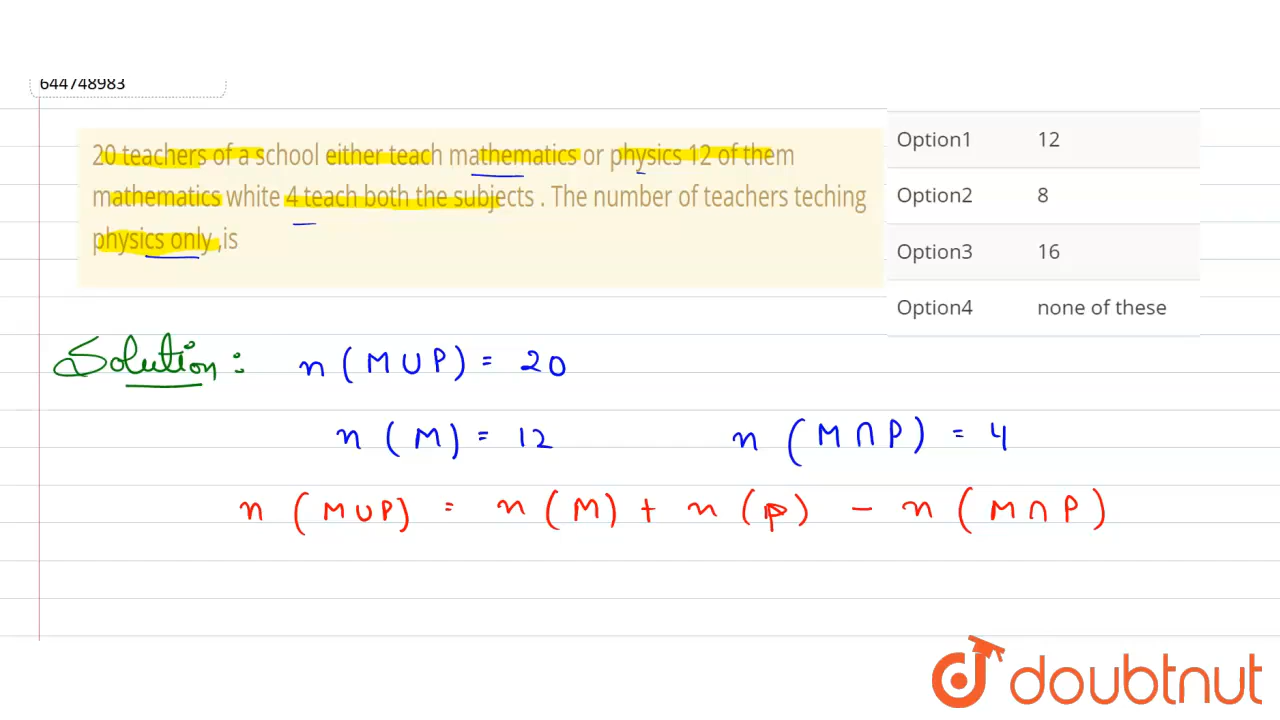 644748983
20 teachers of a school either teach mathematics or physics 12 of them
mathematics white 4 teach both the subjects . The number of teachers teching
physics only ,is
Option1 12
Option2 8
Option3 16
Option4 none of these
Solution : n (M ∪ P) = 20
n (M) = 12 n (M ∩ P) = 4
n (M ∪ P) = n (M) + n (P) - n (M ∩ P)
doubtnut